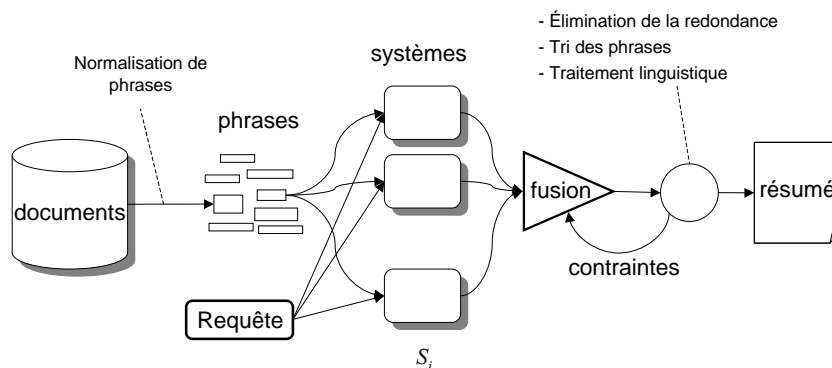 - Élimination de la redondance
- Tri des phrases
- Traitement linguistique
systèmes
Normalisation de
phrases
phrases
documents
fusion
résumé
contraintes
Requête
S_i